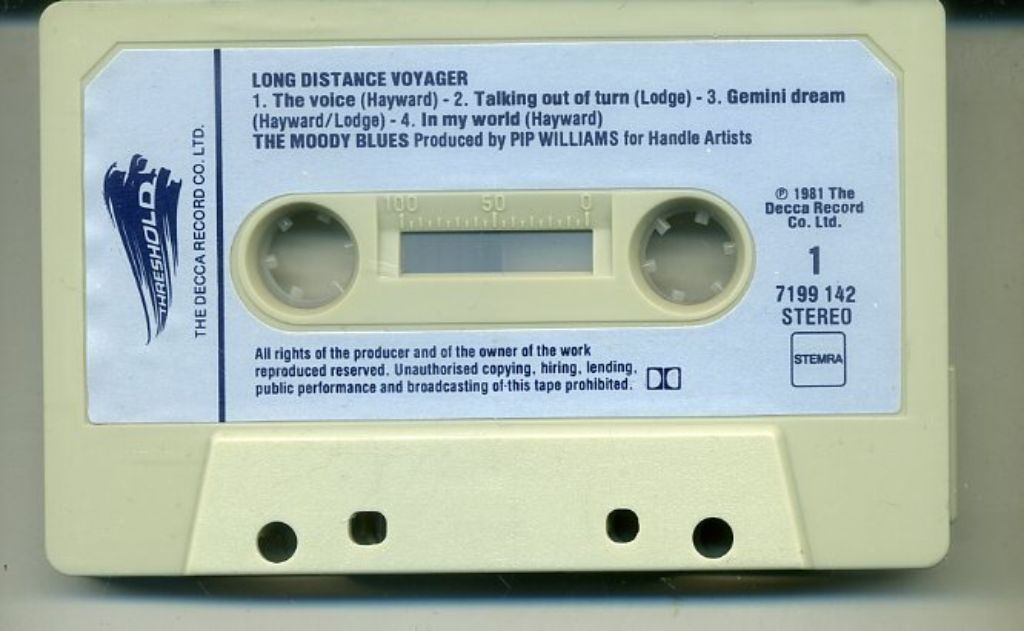 LONG DISTANCE VOYAGER
1. The voice (Hayward) - 2. Talking out of turn (Lodge) - 3. Gemini dream
(Hayward/Lodge) - 4. In my world (Hayward)
THE MOODY BLUES Produced by PIP WILLIAMS for Handle Artists
THRESHOLD
THE DECCA RECORD CO. LTD.
100 50 0
℗ 1981 The
Decca Record
Co. Ltd.
1
7199 142
STEREO
STEMRA
All rights of the producer and of the owner of the work
reproduced reserved. Unauthorised copying, hiring, lending,
public performance and broadcasting of this tape prohibited.